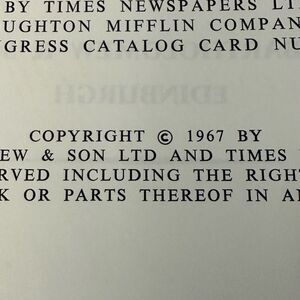 BY TIMES NEWSPAPERS LT
UGHTON MIFFLIN COMPAN
NGRESS CATALOG CARD NU
EDINBURGH
COPYRIGHT © 1967 BY
EW & SON LTD AND TIMES
RVED INCLUDING THE RIGH
K OR PARTS THEREOF IN A